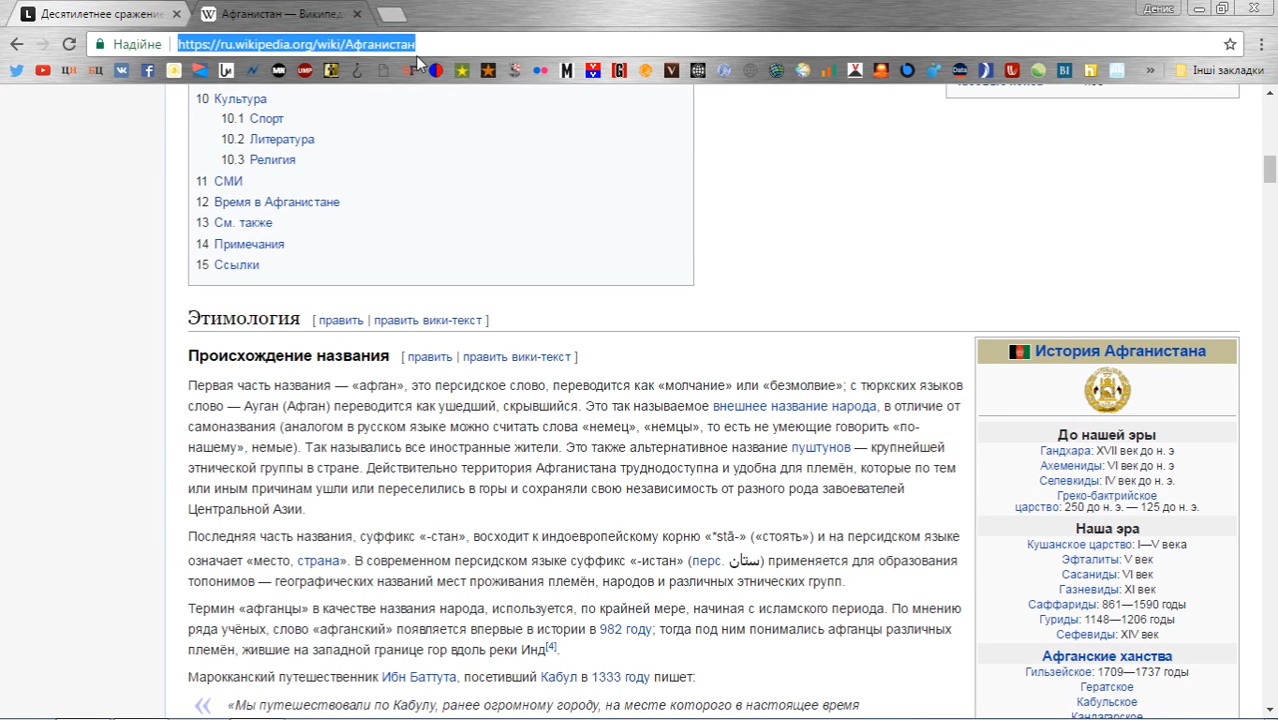 Десятилетнее сражение
Афганистан — Википед
Денис
Надійне
https://ru.wikipedia.org/wiki/Афганистан
Інші закладки
10 Культура
10.1 Спорт
10.2 Литература
10.3 Религия
11 СМИ
12 Время в Афганистане
13 См. также
14 Примечания
15 Ссылки
Этимология [ править | править вики-текст ]
Происхождение названия [ править | править вики-текст ]
Первая часть названия — «афган», это персидское слово, переводится как «молчание» или «безмолвие»; с тюркских языков
слово — Ауган (Афган) переводится как ушедший, скрывшийся. Это так называемое внешнее название народа, в отличие от
самоназвания (аналогом в русском языке можно считать слова «немец», «немцы», то есть не умеющие говорить «по-
нашему», немые). Так назывались все иностранные жители. Это также альтернативное название пуштунов — крупнейшей
этнической группы в стране. Действительно территория Афганистана труднодоступна и удобна для племён, которые по тем
или иным причинам ушли или переселились в горы и сохраняли свою независимость от разного рода завоевателей
Центральной Азии.
Последняя часть названия, суффикс «-стан», восходит к индоевропейскому корню «*stā-» («стоять») и на персидском языке
означает «место, страна». В современном персидском языке суффикс «-истан» (перс. ستان) применяется для образования
топонимов — географических названий мест проживания племён, народов и различных этнических групп.
Термин «афганцы» в качестве названия народа, используется, по крайней мере, начиная с исламского периода. По мнению
ряда учёных, слово «афганский» появляется впервые в истории в 982 году; тогда под ним понимались афганцы различных
племён, жившие на западной границе гор вдоль реки Инд[4].
Марокканский путешественник Ибн Баттута, посетивший Кабул в 1333 году пишет:
«Мы путешествовали по Кабулу, ранее огромному городу, на месте которого в настоящее время
История Афганистана
До нашей эры
Гандхара: XVII век до н. э
Ахемениды: VI век до н. э
Селевкиды: IV век до н. э.
Греко-бактрийское
царство: 250 до н. э. — 125 до н. э.
Наша эра
Кушанское царство: I—V века
Эфталиты: V век
Сасаниды: VI век
Газневиды: XI век
Саффариды: 861—1590 годы
Гуриды: 1148—1206 годы
Сефевиды: XIV век
Афганские ханства
Гильзейское: 1709—1737 годы
Гератское
Кабульское
Кандагарское